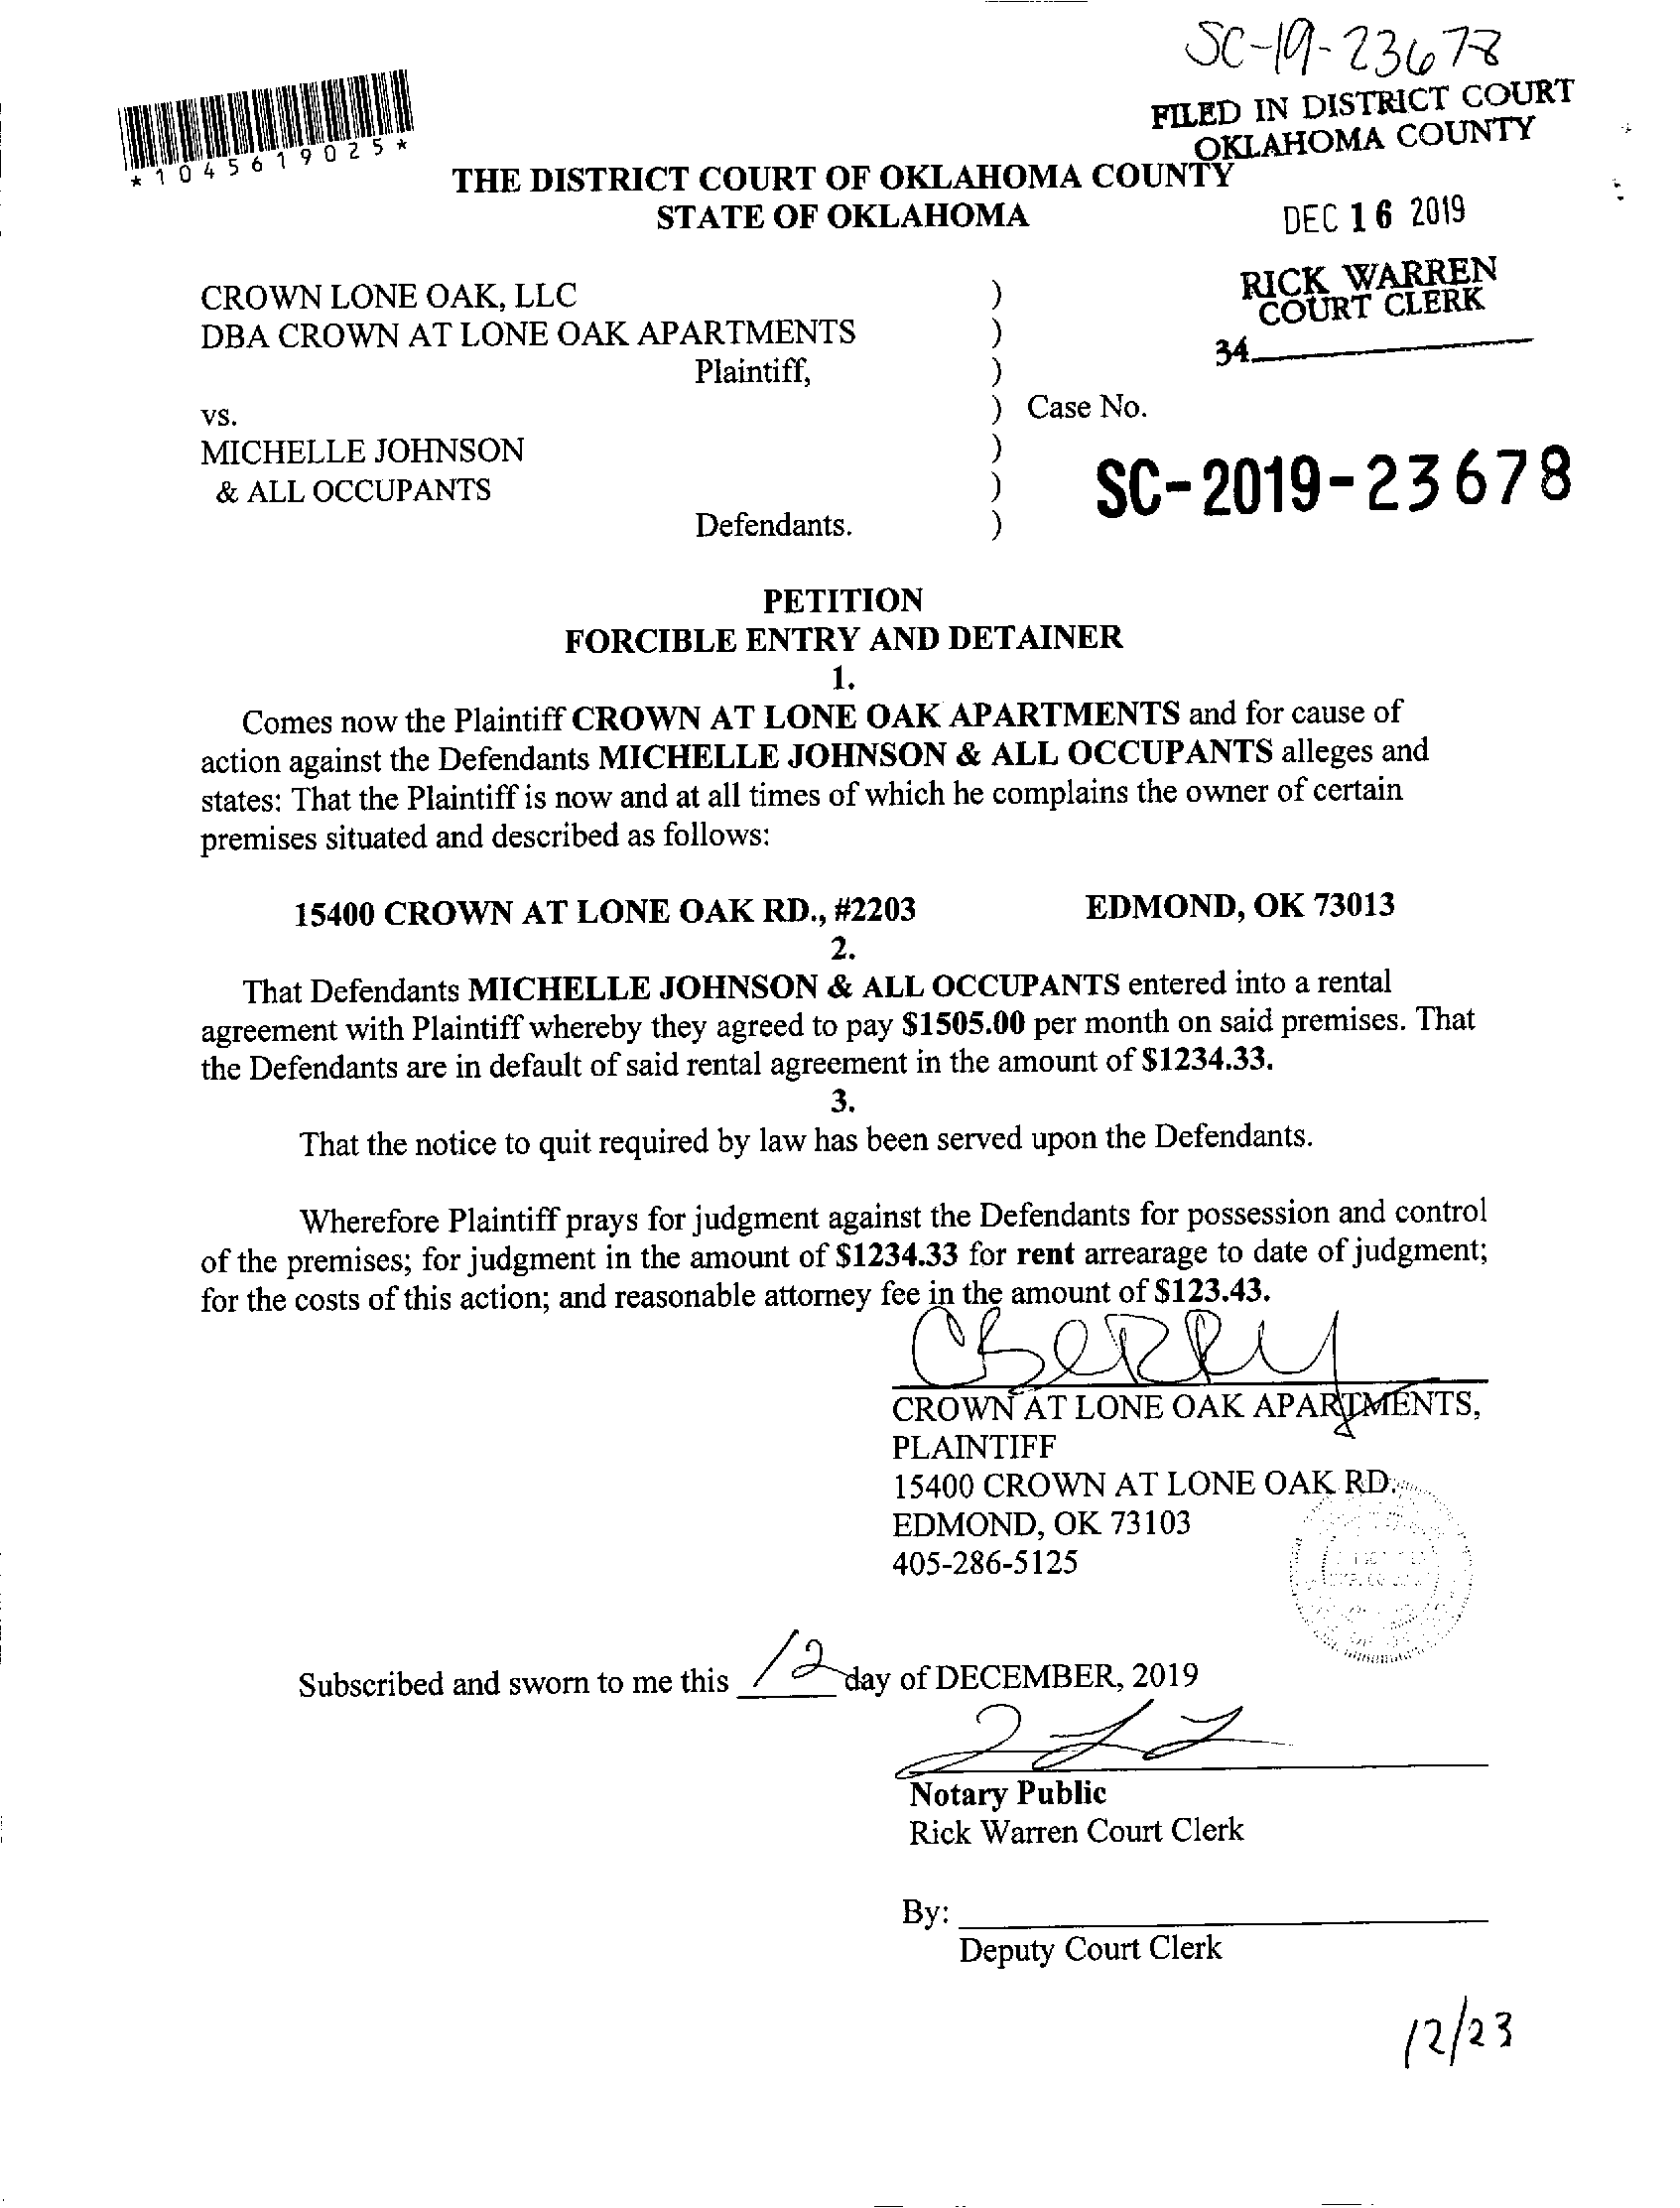 SC-19-23678
FILED IN DISTRICT COURT
OKLAHOMA COUNTY
*1045619025*
THE DISTRICT COURT OF OKLAHOMA COUNTY
STATE OF OKLAHOMA
DEC 16 2019
RICK WARREN
COURT CLERK
34
CROWN LONE OAK, LLC )
DBA CROWN AT LONE OAK APARTMENTS )
Plaintiff, )
vs. ) Case No.
MICHELLE JOHNSON )
& ALL OCCUPANTS ) SC-2019-23678
Defendants. )
PETITION
FORCIBLE ENTRY AND DETAINER
1.
Comes now the Plaintiff CROWN AT LONE OAK APARTMENTS and for cause of
action against the Defendants MICHELLE JOHNSON & ALL OCCUPANTS alleges and
states: That the Plaintiff is now and at all times of which he complains the owner of certain
premises situated and described as follows:
15400 CROWN AT LONE OAK RD., #2203 EDMOND, OK 73013
2.
That Defendants MICHELLE JOHNSON & ALL OCCUPANTS entered into a rental
agreement with Plaintiff whereby they agreed to pay $1505.00 per month on said premises. That
the Defendants are in default of said rental agreement in the amount of $1234.33.
3.
That the notice to quit required by law has been served upon the Defendants.
Wherefore Plaintiff prays for judgment against the Defendants for possession and control
of the premises; for judgment in the amount of $1234.33 for rent arrearage to date of judgment;
for the costs of this action; and reasonable attorney fee in the amount of $123.43.
CBERRY
CROWN AT LONE OAK APARTMENTS,
PLAINTIFF
15400 CROWN AT LONE OAK RD.
EDMOND, OK 73103
405-286-5125
Subscribed and sworn to me this 12 day of DECEMBER, 2019
Notary Public
Rick Warren Court Clerk
By:
Deputy Court Clerk
12/23